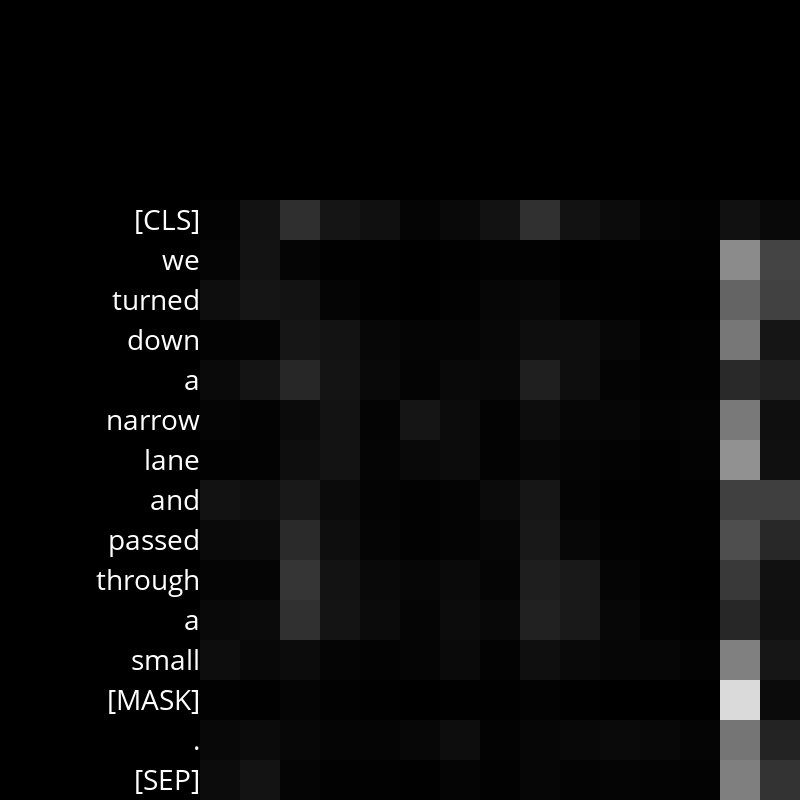 [CLS]
we
turned
down
a
narrow
lane
and
passed
through
a
small
[MASK]
.
[SEP]